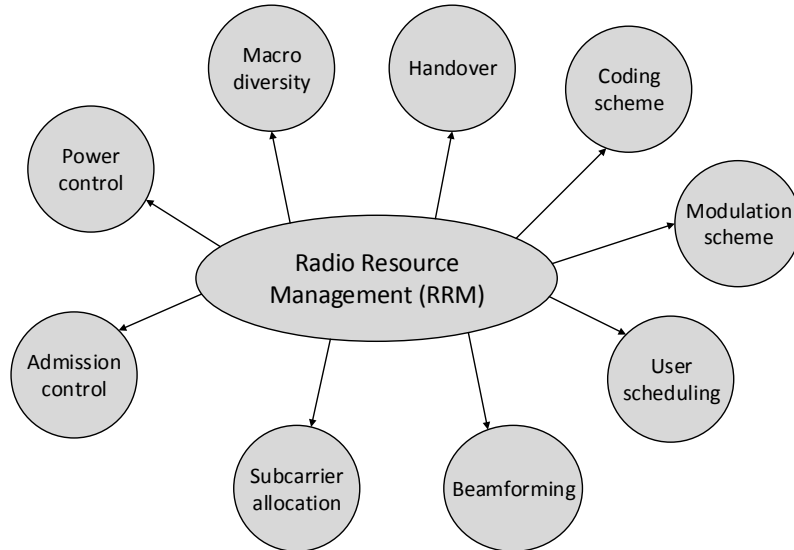 Macro
diversity
Handover
Coding
scheme
Power
control
Modulation
scheme
Radio Resource
Management (RRM)
Admission
control
User
scheduling
Subcarrier
allocation
Beamforming